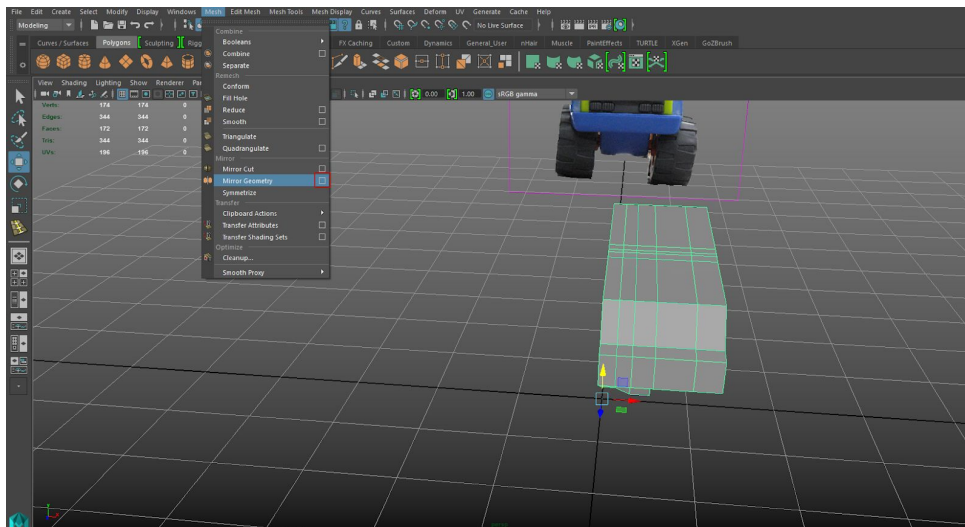 File Edit Create Select Modify Display Windows Mesh Edit Mesh Mesh Tools Mesh Display Curves Surfaces Deform UV Generate Cache Help
Modeling No Live Surface
Curves / Surfaces Polygons Sculpting Rigg FX Caching Custom Dynamics General_User nHair Muscle PaintEffects TURTLE XGen GoZBrush
View Shading Lighting Show Renderer Pa
0.00 1.00 sRGB gamma
Verts: 174 174 0
Edges: 344 344 0
Faces: 172 172 0
Tris: 344 344 0
UVs: 196 196 0
Combine
Booleans
Combine
Separate
Remesh
Conform
Fill Hole
Reduce
Smooth
Triangulate
Quadrangulate
Mirror
Mirror Cut
Mirror Geometry
Symmetrize
Transfer
Clipboard Actions
Transfer Attributes
Transfer Shading Sets
Optimize
Cleanup...
Smooth Proxy